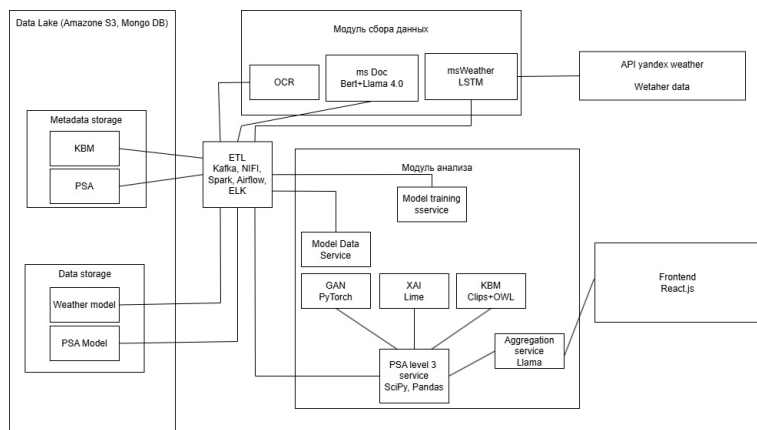 Data Lake (Amazone S3, Mongo DB)
Metadata storage
KBM
PSA
Data storage
Weather model
PSA Model
ETL
Kafka, NIFI,
Spark, Airflow,
ELK
Модуль сбора данных
OCR
ms Doc
Bert+Llama 4.0
msWeather
LSTM
API yandex weather
Wetaher data
Модуль анализа
Model training
sservice
Model Data
Service
GAN
PyTorch
XAI
Lime
KBM
Clips+OWL
PSA level 3
service
SciPy, Pandas
Aggregation
service
Llama
Frontend
React.js